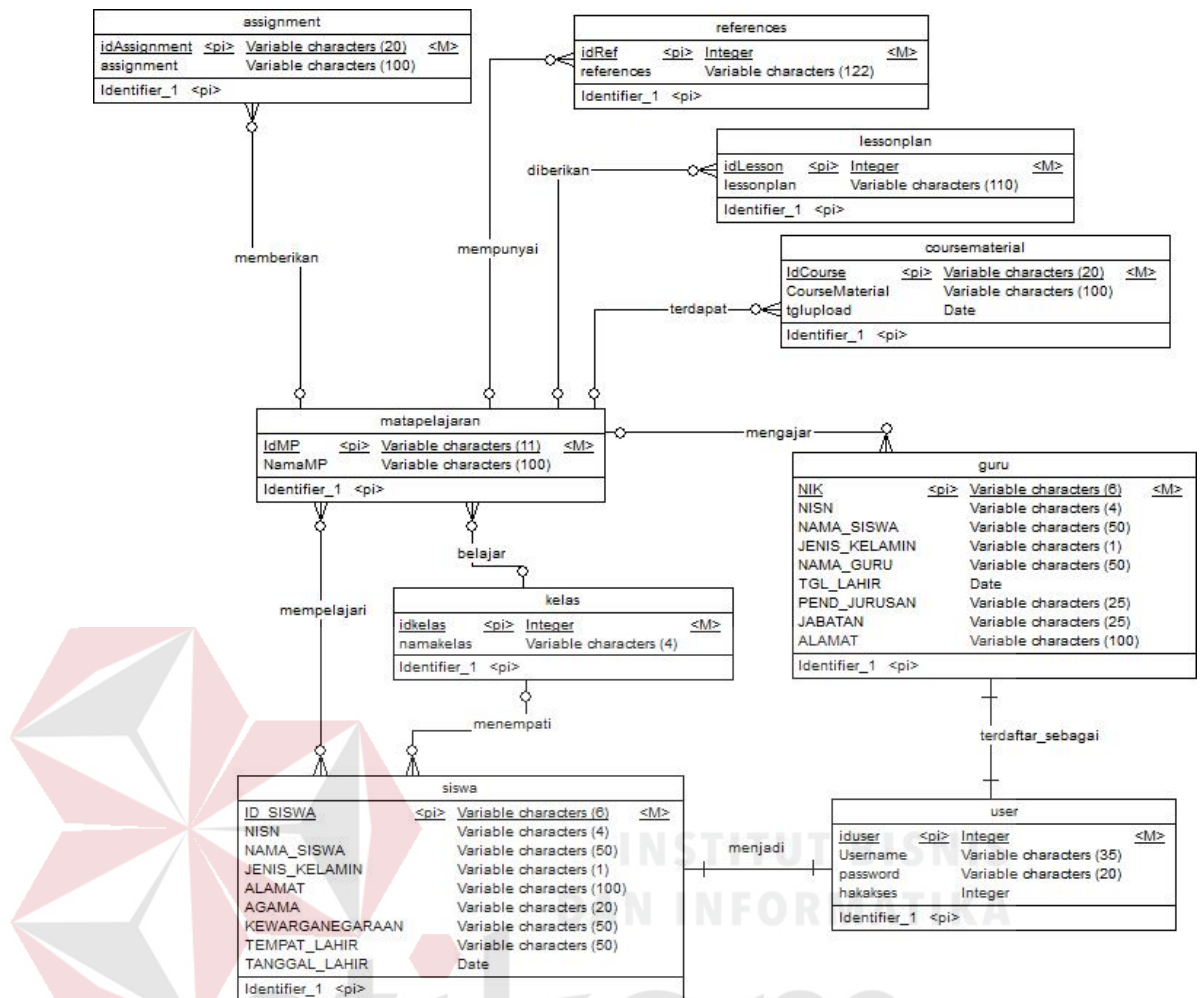 assignment
idAssignment <pi> Variable characters (20) <M>
assignment Variable characters (100)
Identifier_1 <pi>
references
idRef <pi> Integer <M>
references Variable characters (122)
Identifier_1 <pi>
lessonplan
idLesson <pi> Integer <M>
lessonplan Variable characters (110)
Identifier_1 <pi>
diberikan
memberikan
mempunyai
coursematerial
IdCourse <pi> Variable characters (20) <M>
CourseMaterial Variable characters (100)
tglupload Date
Identifier_1 <pi>
terdapat
matapelajaran
IdMP <pi> Variable characters (11) <M>
NamaMP Variable characters (100)
Identifier_1 <pi>
mengajar
guru
NIK <pi> Variable characters (6) <M>
NISN Variable characters (4)
NAMA_SISWA Variable characters (50)
JENIS_KELAMIN Variable characters (1)
NAMA_GURU Variable characters (50)
TGL_LAHIR Date
PEND_JURUSAN Variable characters (25)
JABATAN Variable characters (25)
ALAMAT Variable characters (100)
Identifier_1 <pi>
belajar
mempelajari
kelas
idkelas <pi> Integer <M>
namakelas Variable characters (4)
Identifier_1 <pi>
menempati
terdaftar_sebagai
siswa
ID_SISWA <pi> Variable characters (6) <M>
NISN Variable characters (4)
NAMA_SISWA Variable characters (50)
JENIS_KELAMIN Variable characters (1)
ALAMAT Variable characters (100)
AGAMA Variable characters (20)
KEWARGANEGARAAN Variable characters (50)
TEMPAT_LAHIR Variable characters (50)
TANGGAL_LAHIR Date
Identifier_1 <pi>
menjadi
user
iduser <pi> Integer <M>
Username Variable characters (35)
password Variable characters (20)
hakakses Integer
Identifier_1 <pi>
INSTITUT BISNIS
DAN INFORMATIKA